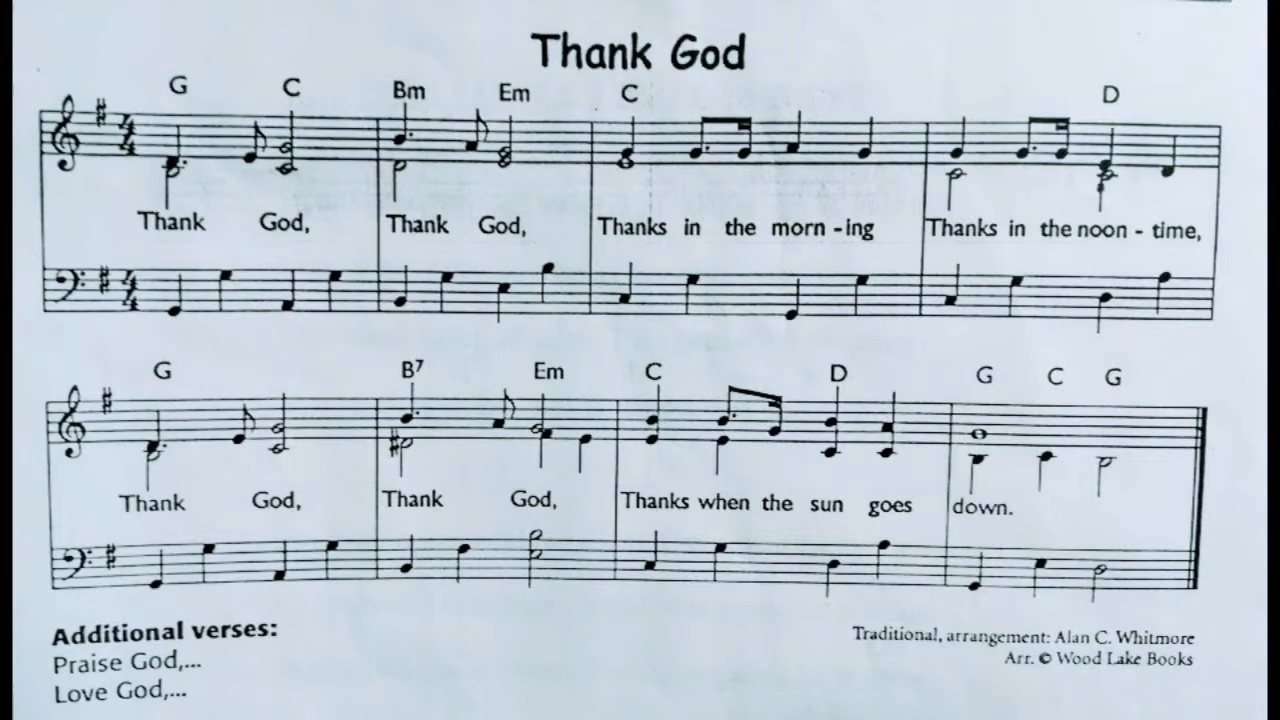 Thank God
G C Bm Em C D
Thank God, Thank God, Thanks in the morn - ing Thanks in the noon - time,
G B7 Em C D G C G
Thank God, Thank God, Thanks when the sun goes down.
Additional verses:
Praise God,...
Love God,...
Traditional, arrangement: Alan C. Whitmore
Arr. © Wood Lake Books